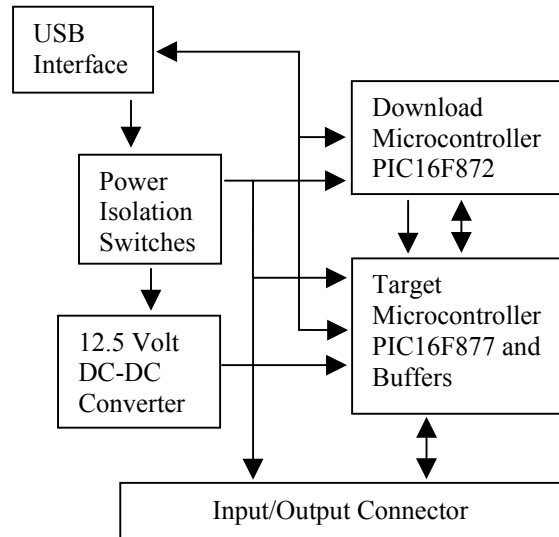 USB
Interface
Download
Microcontroller
PIC16F872
Power
Isolation
Switches
Target
Microcontroller
PIC16F877 and
Buffers
12.5 Volt
DC-DC
Converter
Input/Output Connector